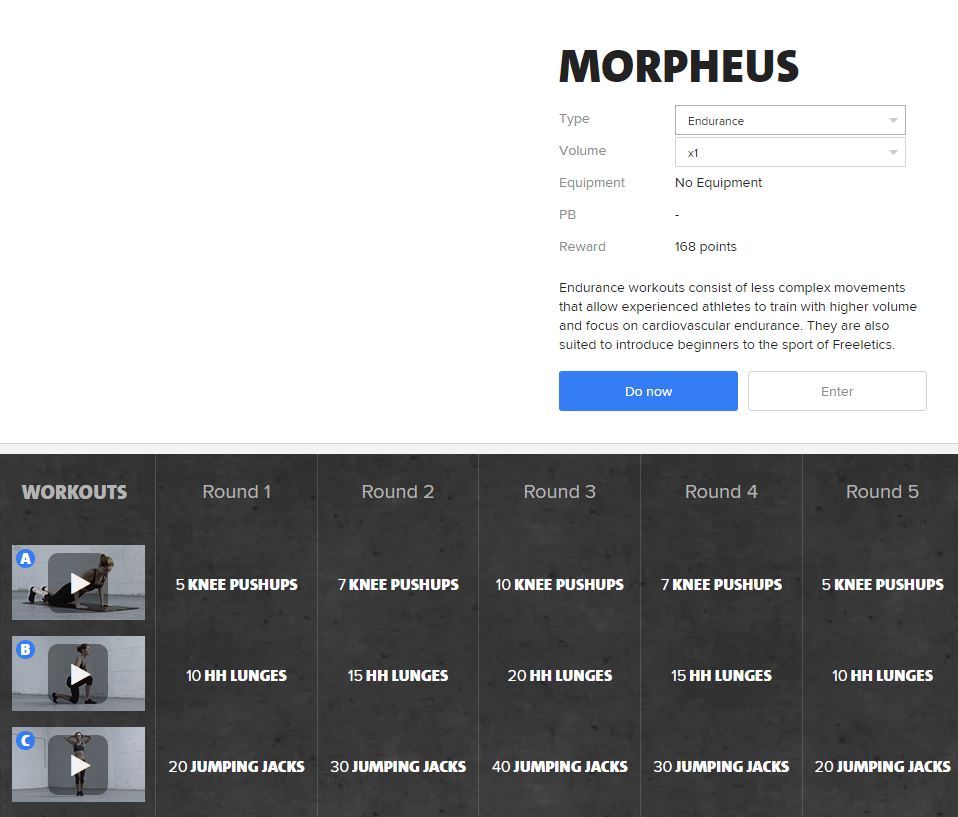 MORPHEUS
Type Endurance
Volume x1
Equipment No Equipment
PB -
Reward 168 points
Endurance workouts consist of less complex movements
that allow experienced athletes to train with higher volume
and focus on cardiovascular endurance. They are also
suited to introduce beginners to the sport of Freeletics.
Do now Enter
WORKOUTS Round 1 Round 2 Round 3 Round 4 Round 5
A 5 KNEE PUSHUPS 7 KNEE PUSHUPS 10 KNEE PUSHUPS 7 KNEE PUSHUPS 5 KNEE PUSHUPS
B 10 HH LUNGES 15 HH LUNGES 20 HH LUNGES 15 HH LUNGES 10 HH LUNGES
C 20 JUMPING JACKS 30 JUMPING JACKS 40 JUMPING JACKS 30 JUMPING JACKS 20 JUMPING JACKS